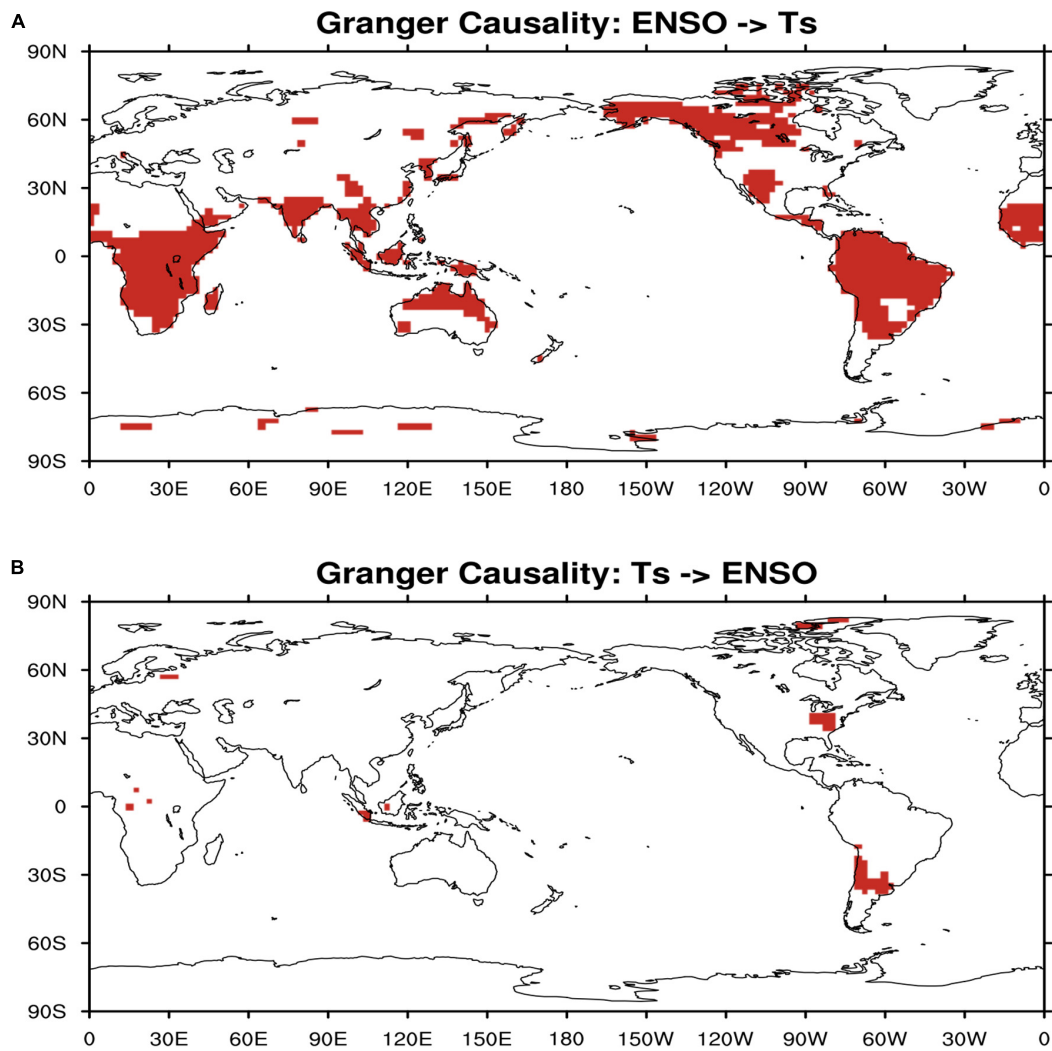 A
Granger Causality: ENSO -> Ts
90N
60N
30N
0
30S
60S
90S
0 30E 60E 90E 120E 150E 180 150W 120W 90W 60W 30W 0
B
Granger Causality: Ts -> ENSO
90N
60N
30N
0
30S
60S
90S
0 30E 60E 90E 120E 150E 180 150W 120W 90W 60W 30W 0